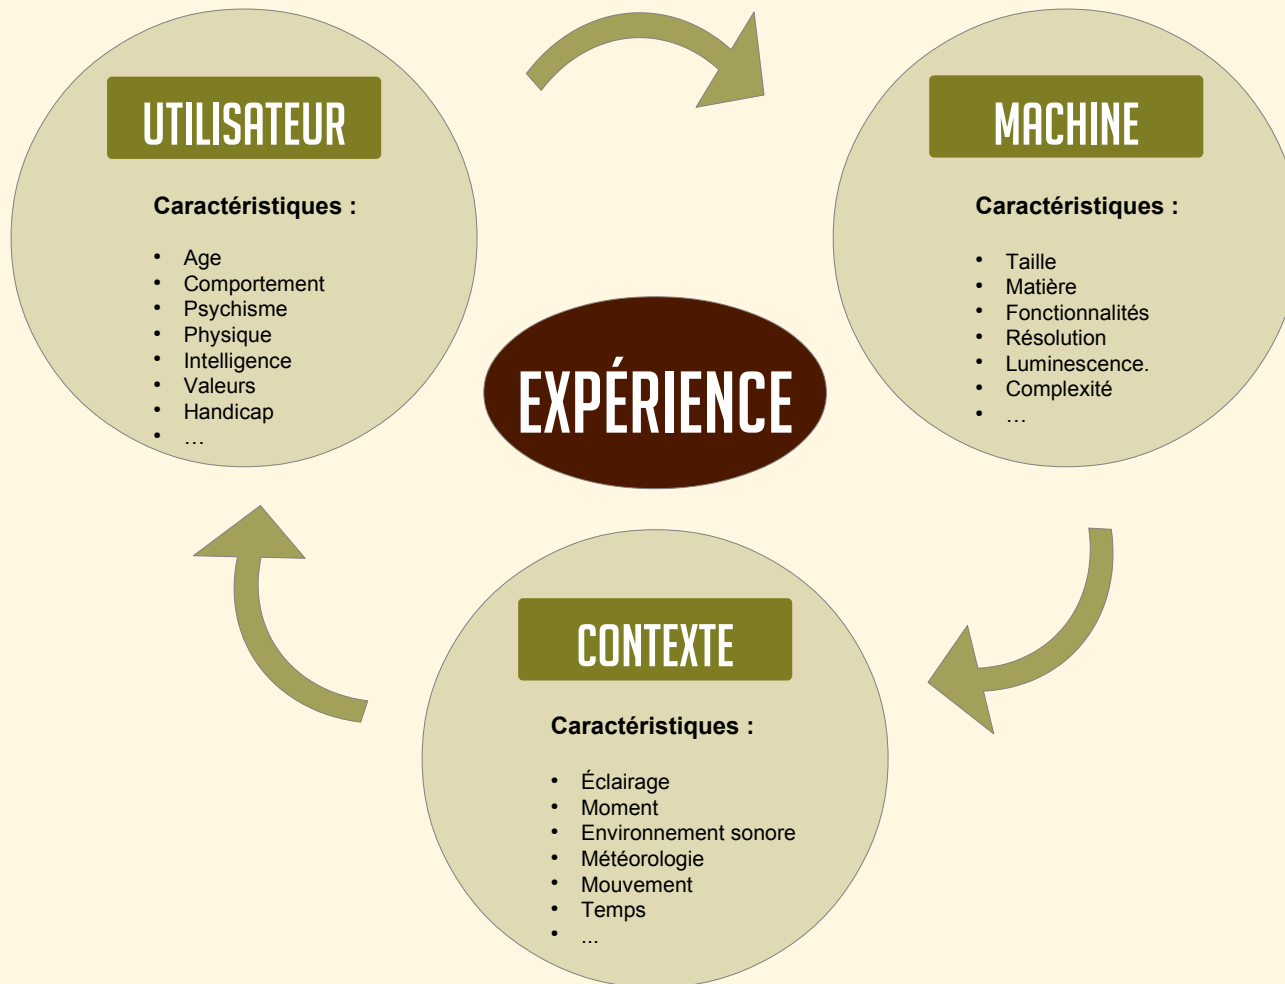 UTILISATEUR
Caractéristiques :
• Age
• Comportement
• Psychisme
• Physique
• Intelligence
• Valeurs
• Handicap
• …
MACHINE
Caractéristiques :
• Taille
• Matière
• Fonctionnalités
• Résolution
• Luminescence.
• Complexité
• …
EXPÉRIENCE
CONTEXTE
Caractéristiques :
• Éclairage
• Moment
• Environnement sonore
• Météorologie
• Mouvement
• Temps
• ...